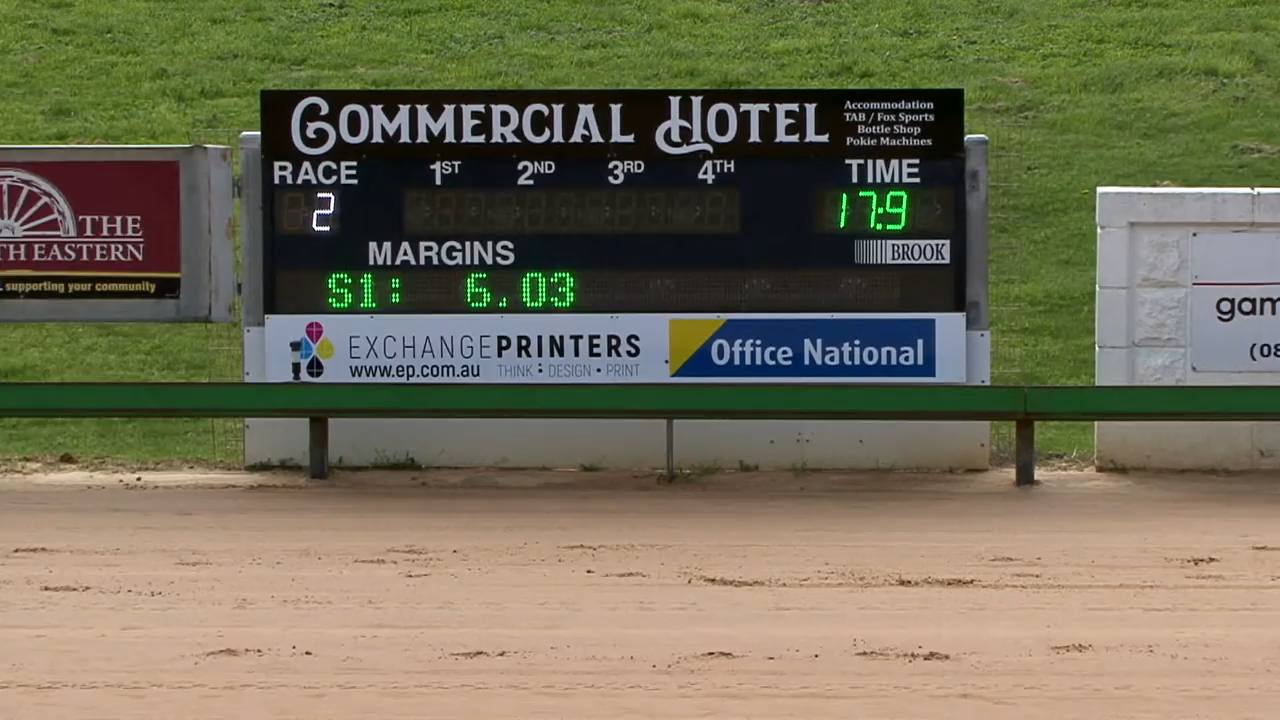 COMMERCIAL HOTEL
Accommodation
TAB / Fox Sports
Bottle Shop
Pokie Machines
RACE 1ST 2ND 3RD 4TH TIME
2 17:9
MARGINS
BROOK
S1: 6.03
EXCHANGEPRINTERS
www.ep.com.au
THINK : DESIGN • PRINT
Office National
THE
TH EASTERN
supporting your community
gam
(08